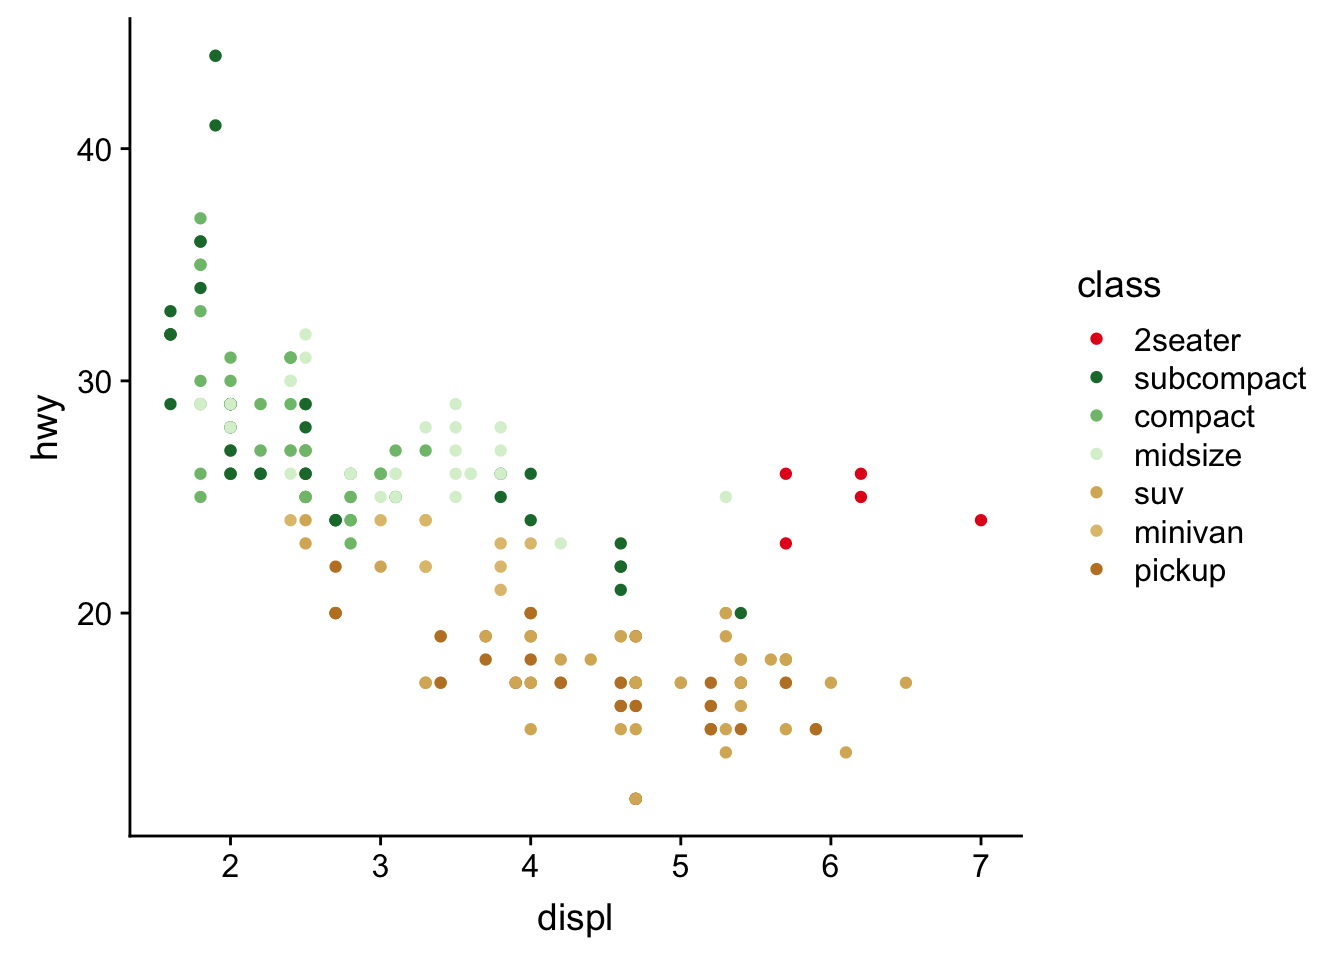 hwy
40
30
20
2 3 4 5 6 7
displ
class
2seater
subcompact
compact
midsize
suv
minivan
pickup